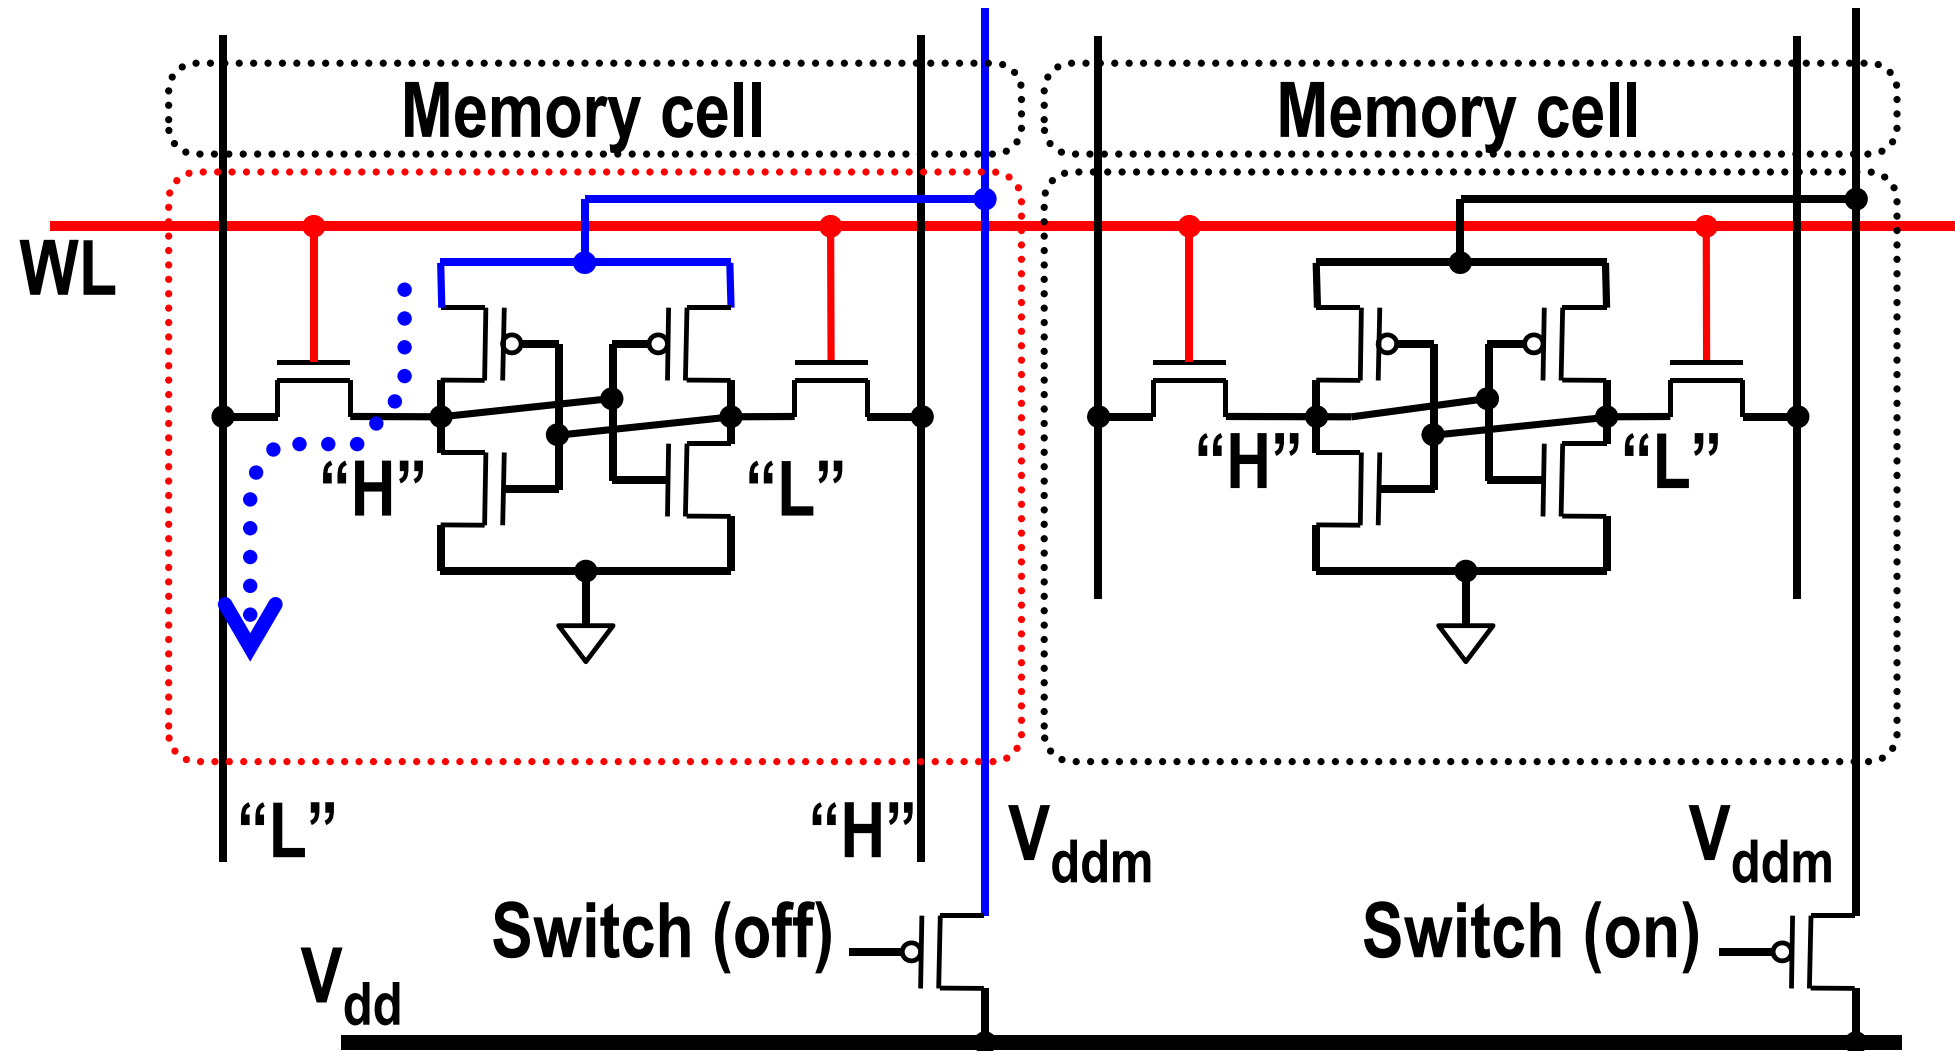 Memory cell
Memory cell
WL
“H”
“L”
“H”
“L”
“L”
“H”
Vddm
Vddm
Switch (off)
Switch (on)
Vdd